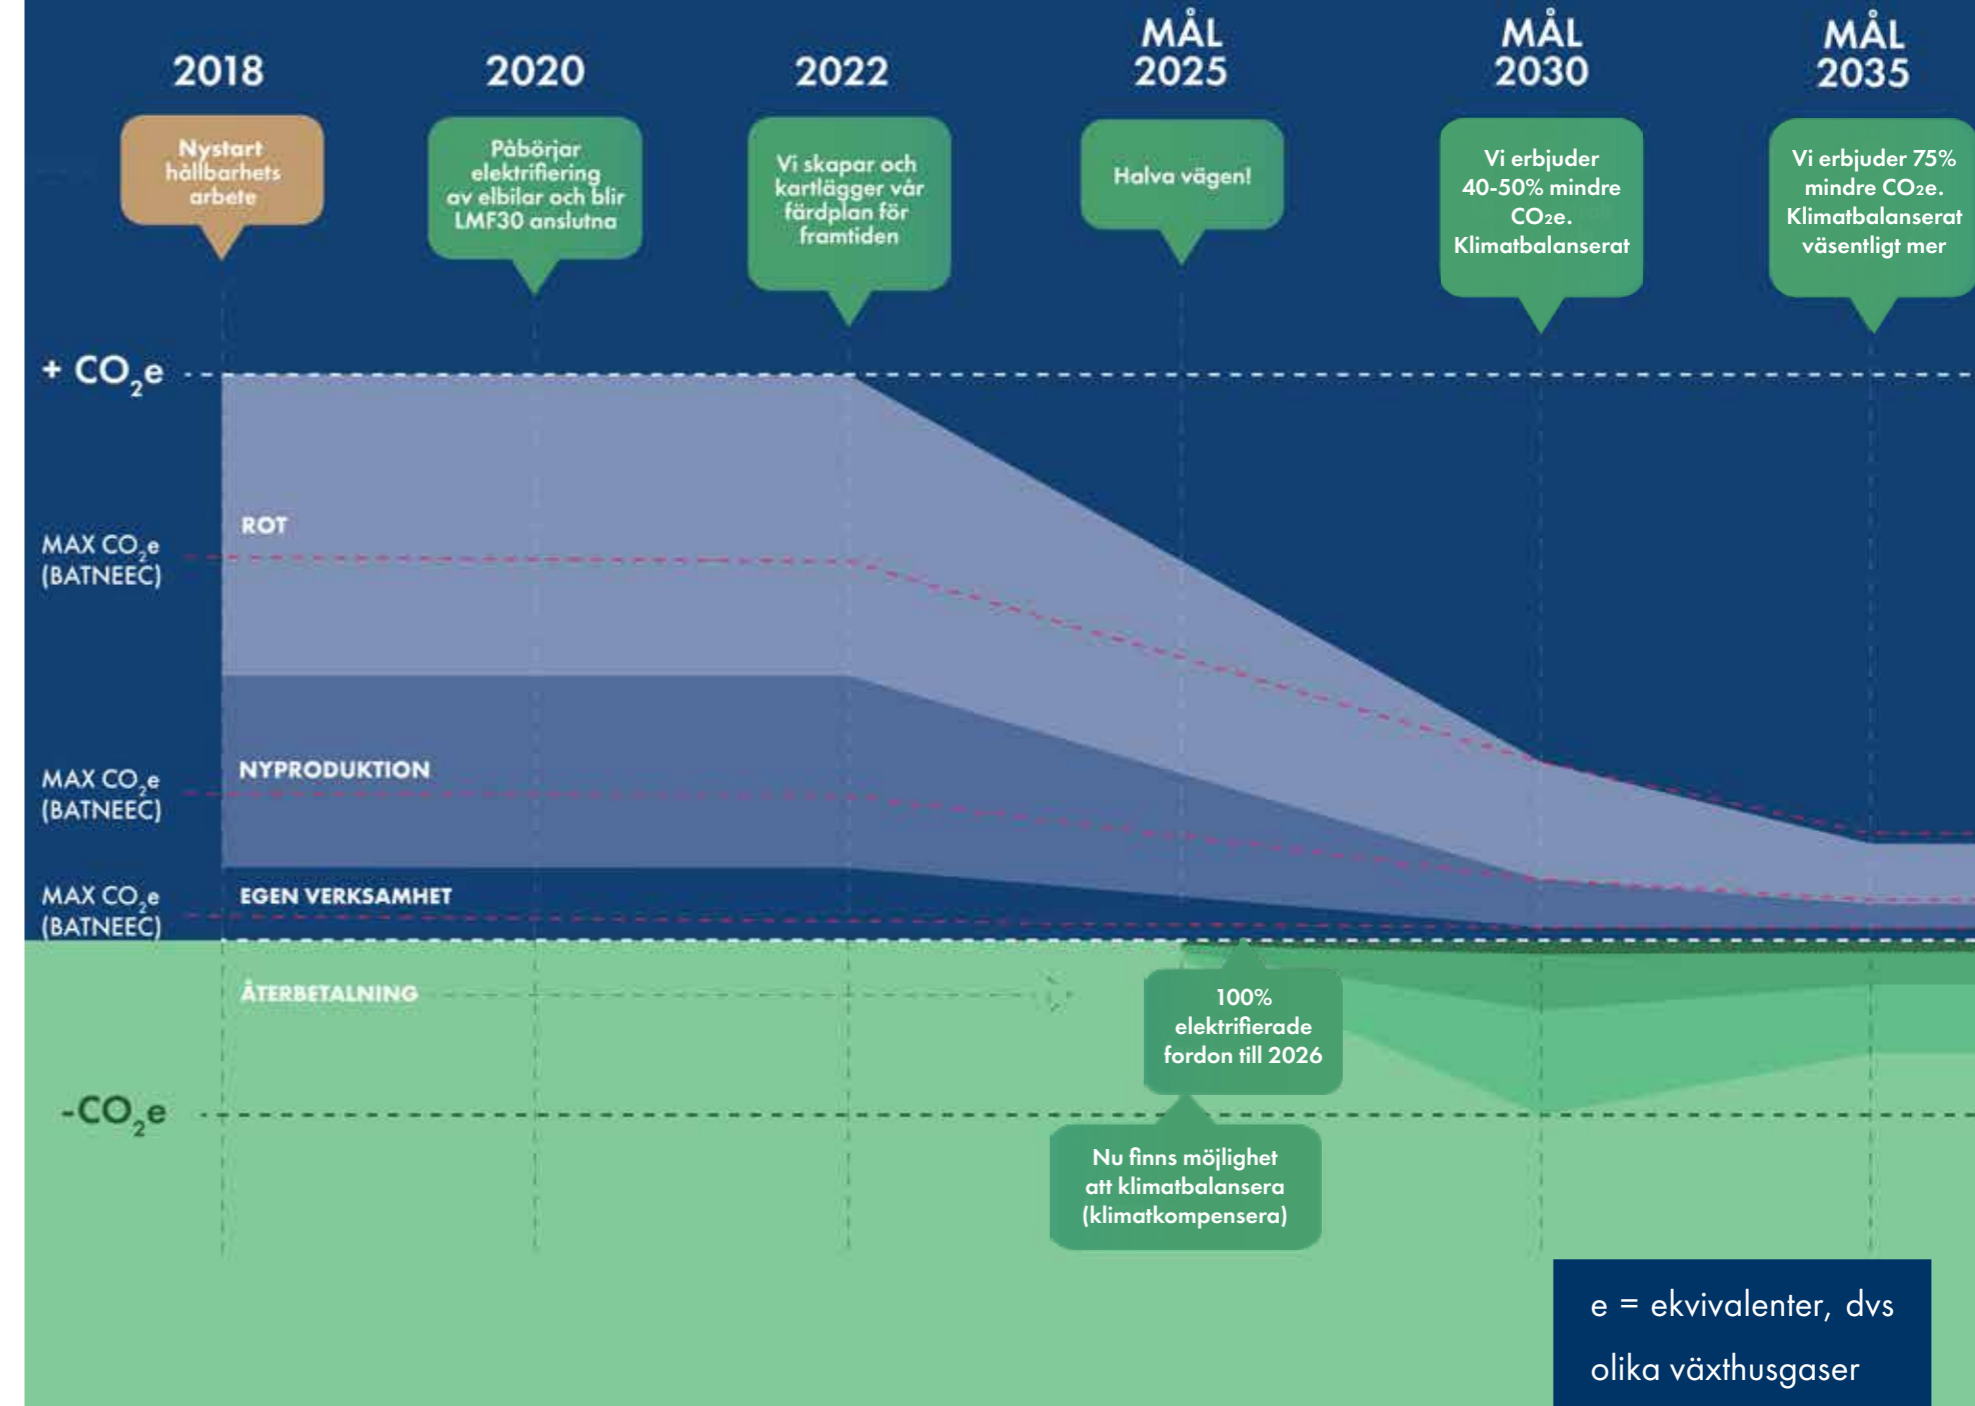 2018
Nystart
hållbarhets
arbete
2020
Påbörjar
elektrifiering
av elbilar och blir
LMF30 anslutna
2022
Vi skapar och
kartlägger vår
färdplan för
framtiden
MÅL
2025
Halva vägen!
MÅL
2030
Vi erbjuder
40-50% mindre
CO₂e.
Klimatbalanserat
MÅL
2035
Vi erbjuder 75%
mindre CO₂e.
Klimatbalanserat
väsentligt mer
+ CO₂e
ROT
MAX CO₂e
(BATNEEC)
NYPRODUKTION
MAX CO₂e
(BATNEEC)
EGEN VERKSAMHET
MAX CO₂e
(BATNEEC)
ÅTERBETALNING
100%
elektrifierade
fordon till 2026
-CO₂e
Nu finns möjlighet
att klimatbalansera
(klimatkompensera)
e = ekvivalenter, dvs
olika växthusgaser